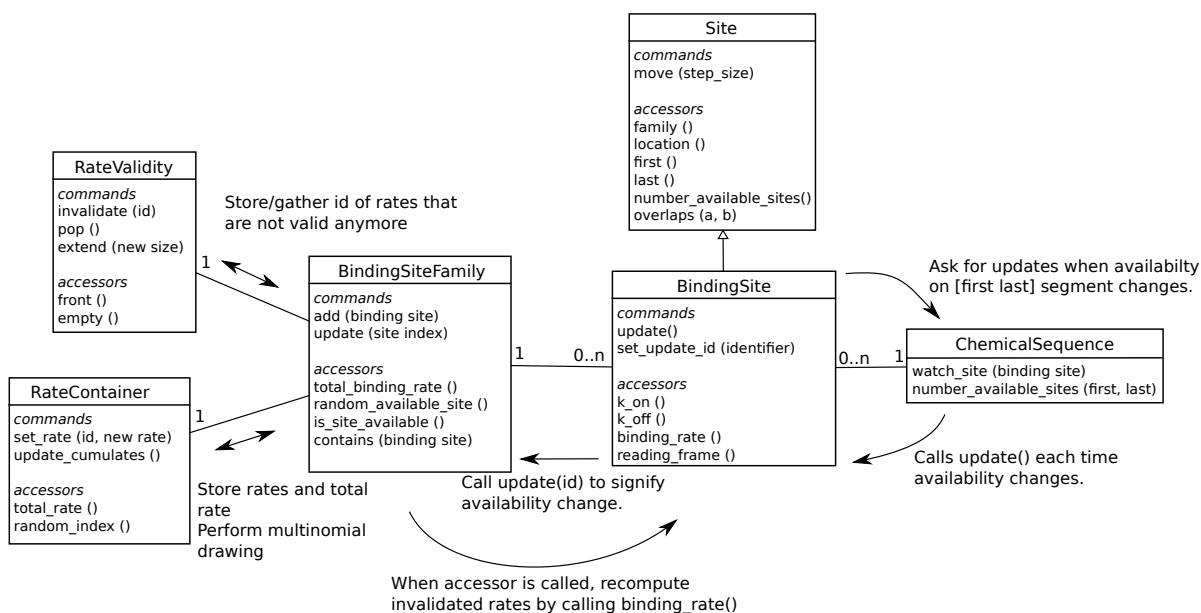 Site
commands
move (step_size)
accessors
family ()
location ()
first ()
last ()
number_available_sites()
overlaps (a, b)
RateValidity
commands
invalidate (id)
pop ()
extend (new size)
accessors
front ()
empty ()
1
Store/gather id of rates that
are not valid anymore
BindingSiteFamily
commands
add (binding site)
update (site index)
accessors
total_binding_rate ()
random_available_site ()
is_site_available ()
contains (binding site)
1
0..n
BindingSite
commands
update()
set_update_id (identifier)
accessors
k_on ()
k_off ()
binding_rate ()
reading_frame ()
0..n
1
Ask for updates when availabilty
on [first last] segment changes.
ChemicalSequence
watch_site (binding site)
number_available_sites (first, last)
Calls update() each time
availability changes.
RateContainer
commands
set_rate (id, new rate)
update_cumulates ()
accessors
total_rate ()
random_index ()
1
Store rates and total
rate
Perform multinomial
drawing
Call update(id) to signify
availability change.
When accessor is called, recompute
invalidated rates by calling binding_rate()